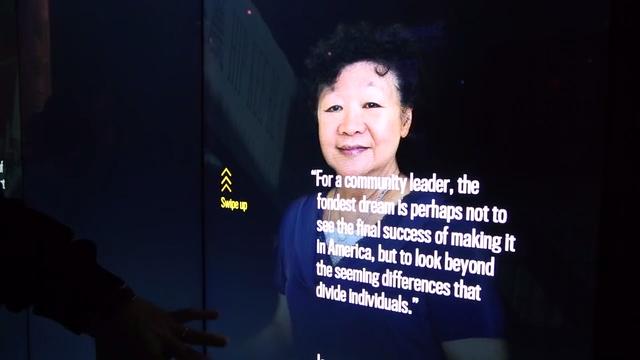 Swipe up
“For a community leader, the
fondest dream is perhaps not to
see the final success of making it
in America, but to look beyond
the seeming differences that
divide individuals.”